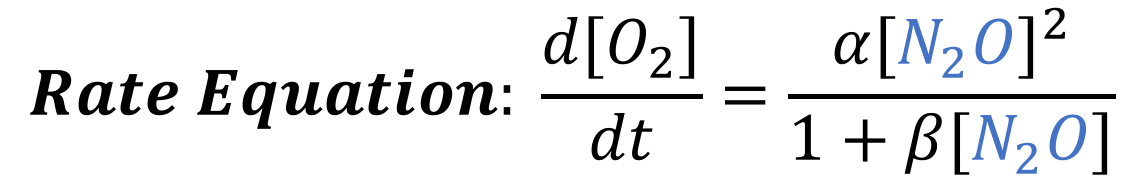 Rate Equation: d[O₂]/dt = α[N₂O]²/1 + β[N₂O]